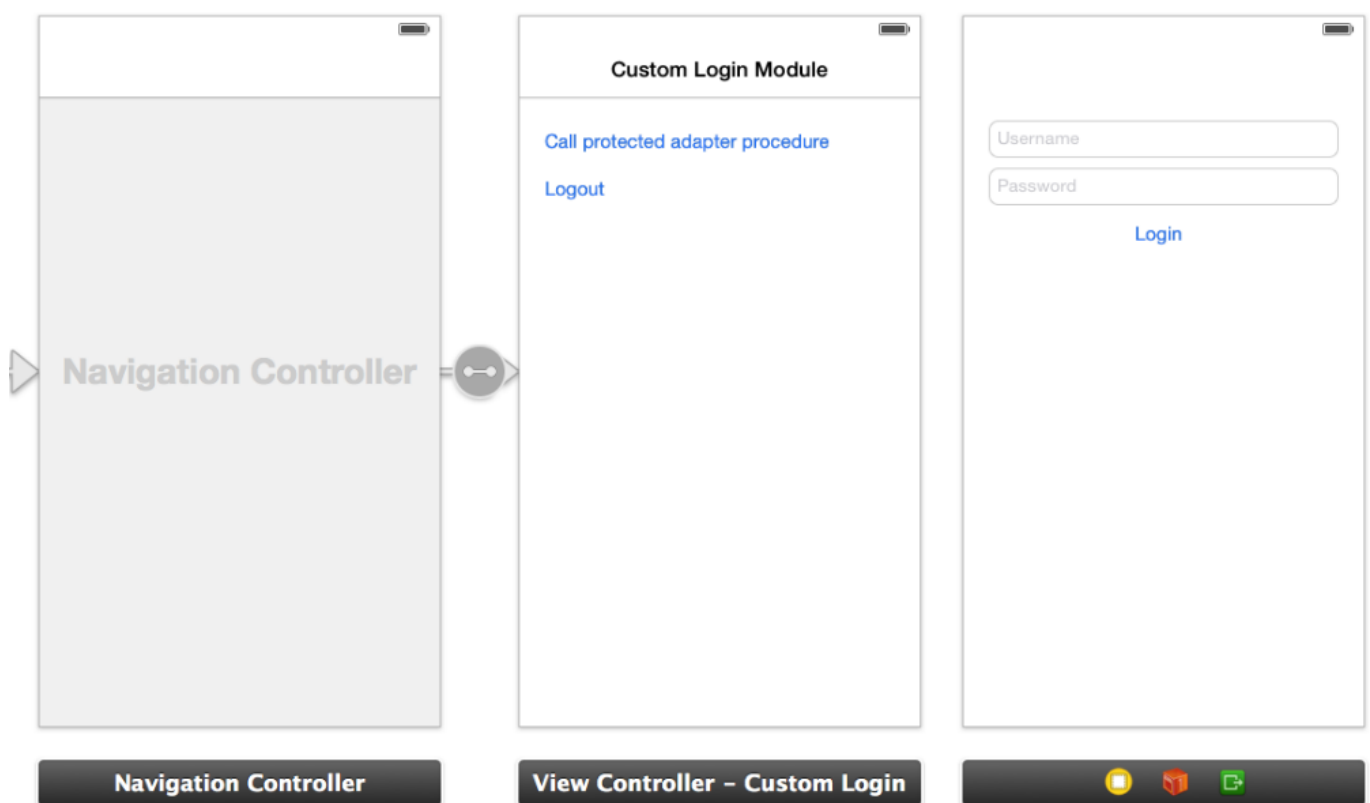 Custom Login Module
Call protected adapter procedure
Logout
Username
Password
Login
Navigation Controller
Navigation Controller
View Controller – Custom Login